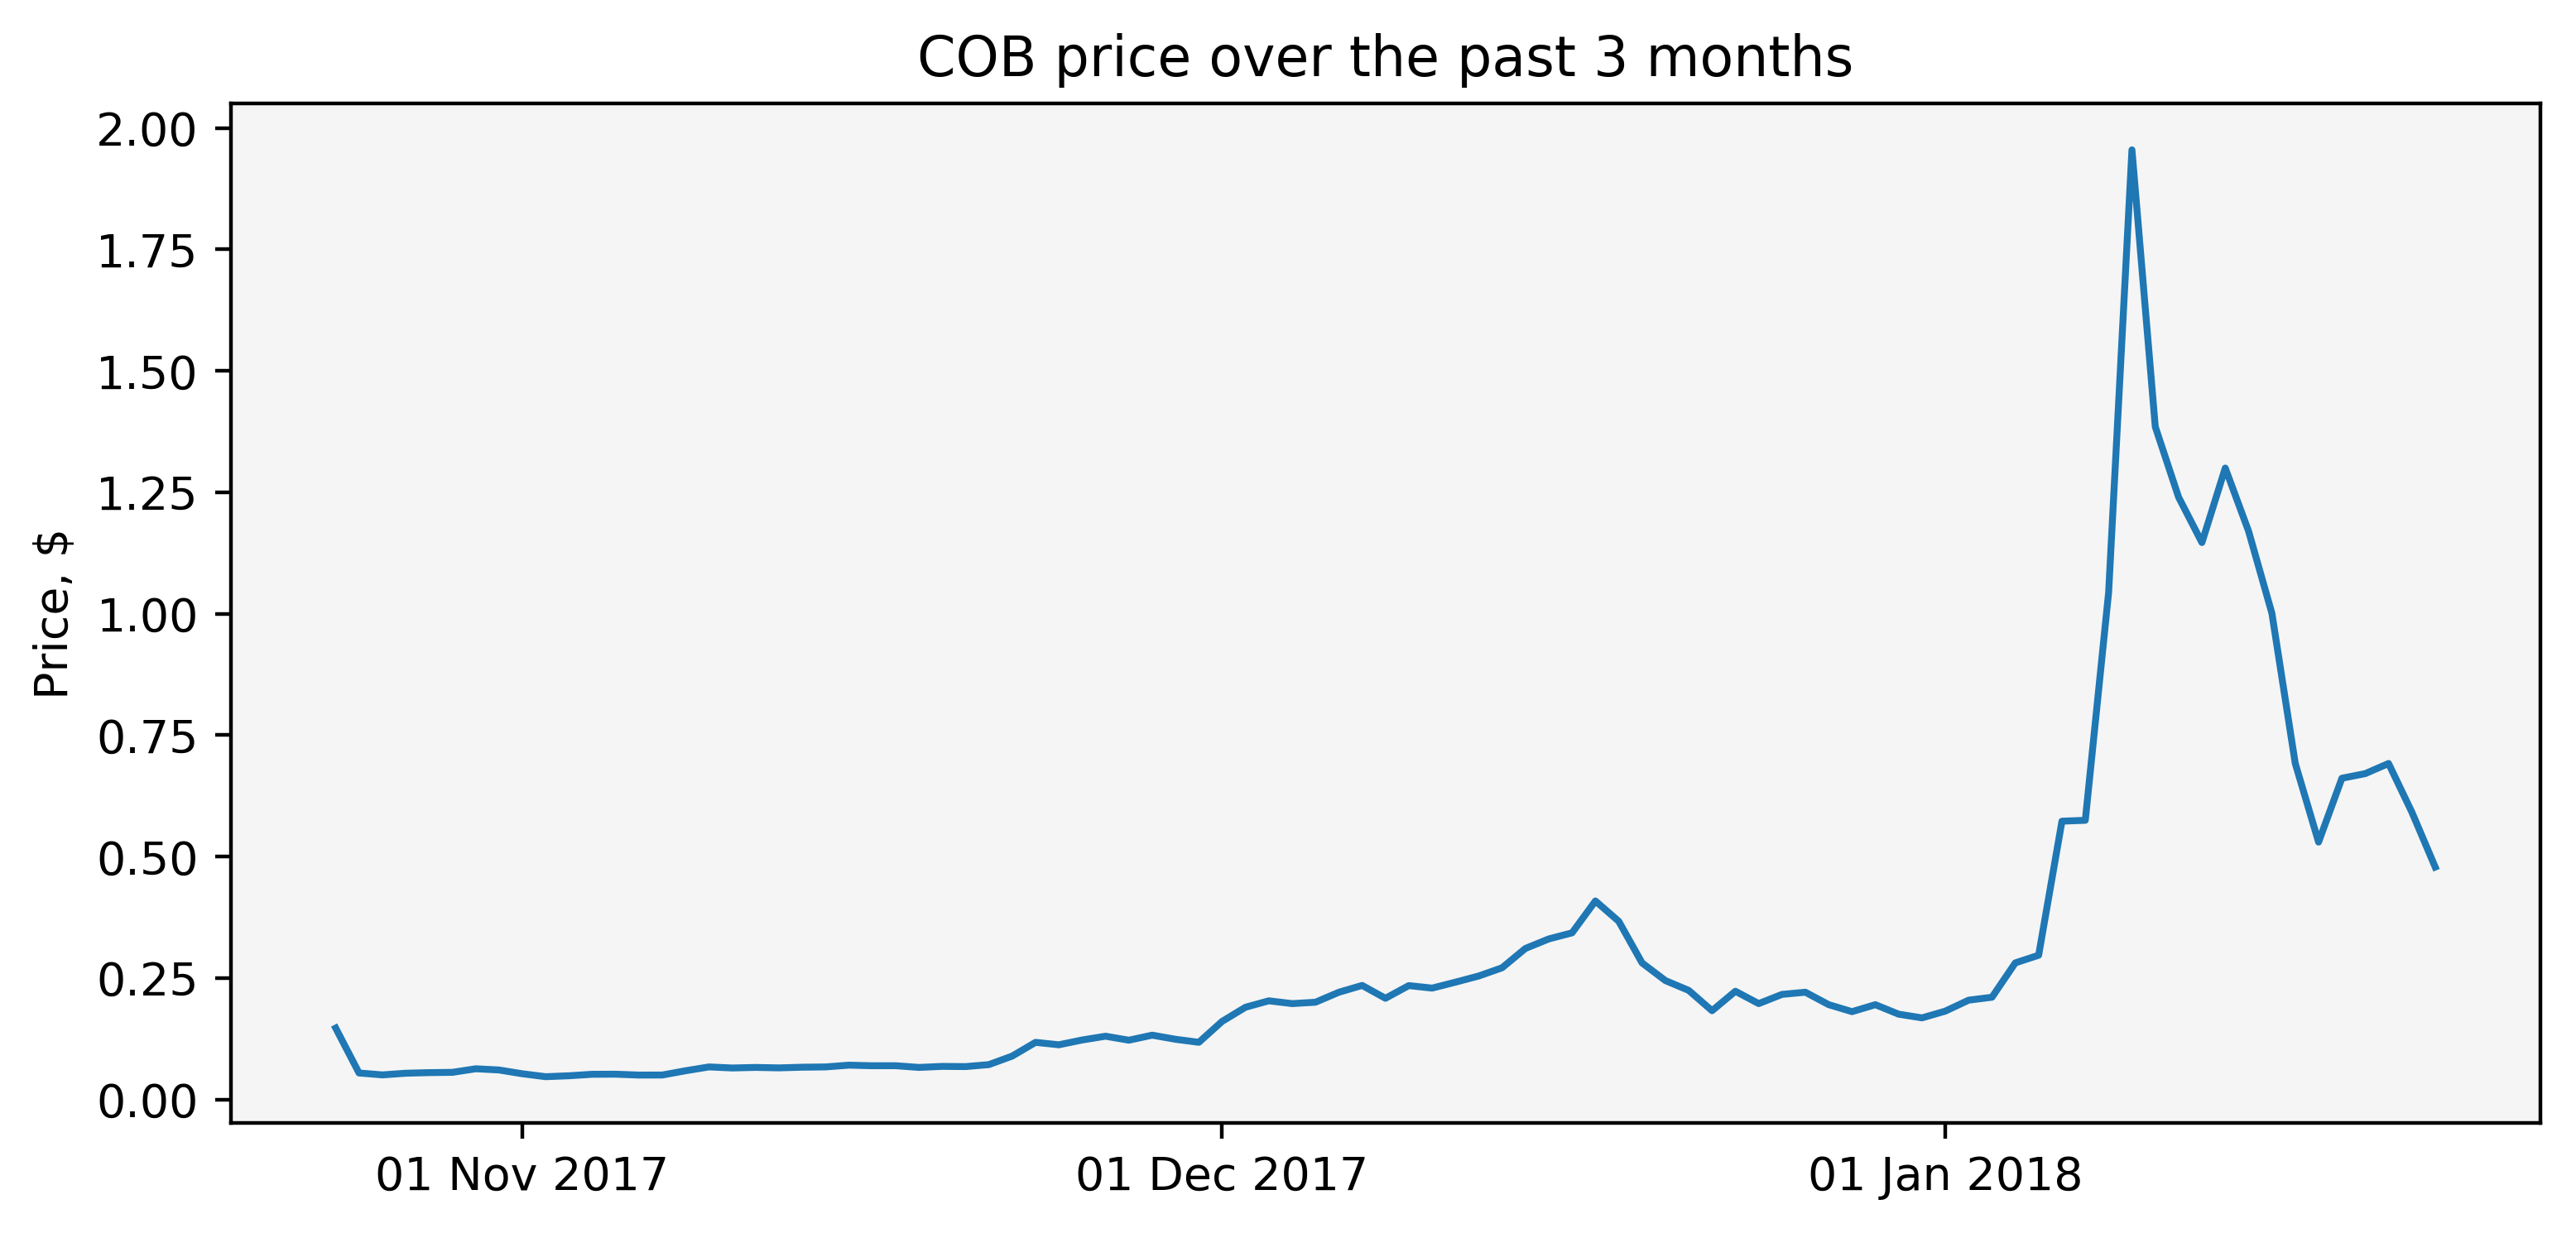 COB price over the past 3 months
Price, $
2.00
1.75
1.50
1.25
1.00
0.75
0.50
0.25
0.00
01 Nov 2017
01 Dec 2017
01 Jan 2018